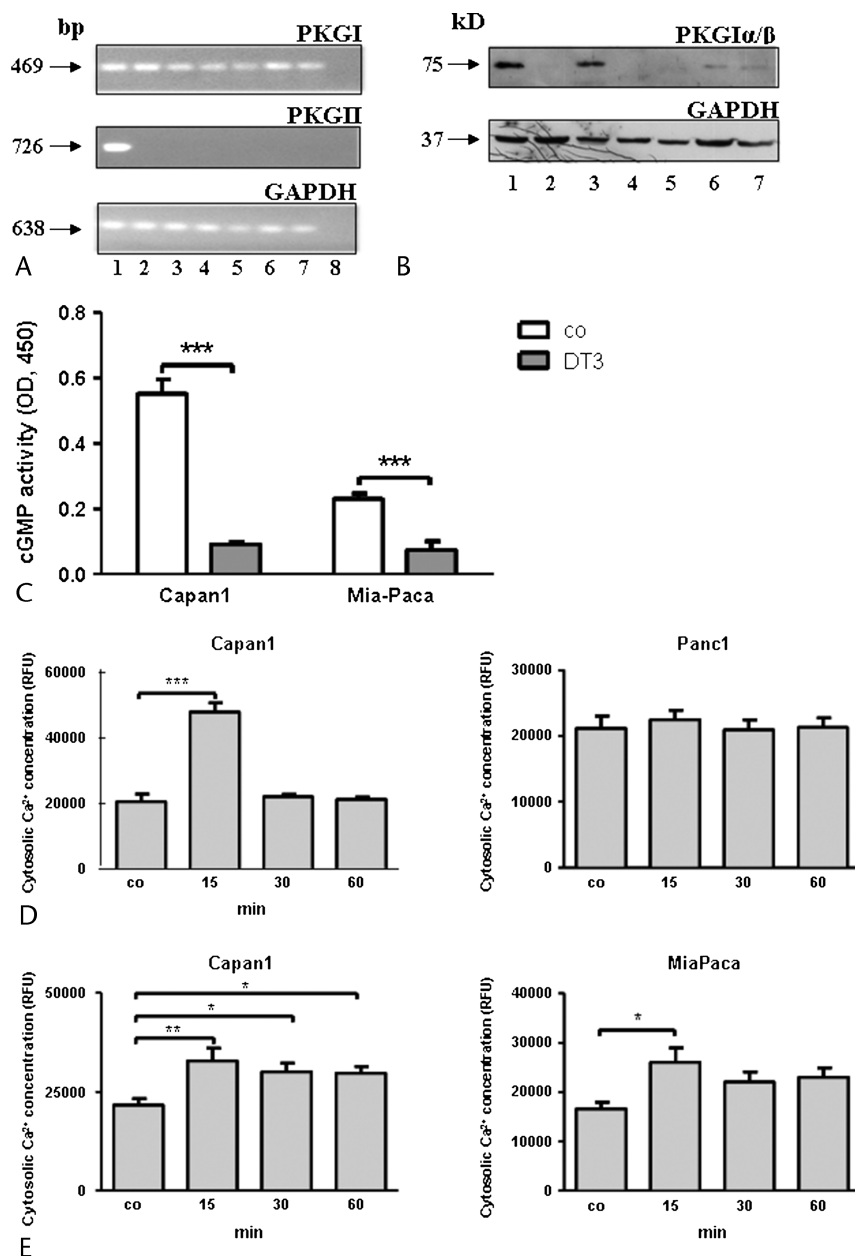 bp
PKGI
469
PKGII
726
GAPDH
638
1 2 3 4 5 6 7 8
A
kD
PKGIα/β
75
GAPDH
37
1 2 3 4 5 6 7
B
cGMP activity (OD, 450)
0.8
0.6
0.4
0.2
0.0
***
***
Capan1
Mia-Paca
co
DT3
C
Capan1
Cytosolic Ca²⁺ concentration (RFU)
60000
40000
20000
0
***
co 15 30 60
min
D
Panc1
Cytosolic Ca²⁺ concentration (RFU)
30000
20000
10000
0
co 15 30 60
Capan1
Cytosolic Ca²⁺ concentration (RFU)
50000
25000
0
*
*
**
co 15 30 60
min
E
MiaPaca
Cytosolic Ca²⁺ concentration (RFU)
40000
30000
20000
10000
0
*
co 15 30 60
min